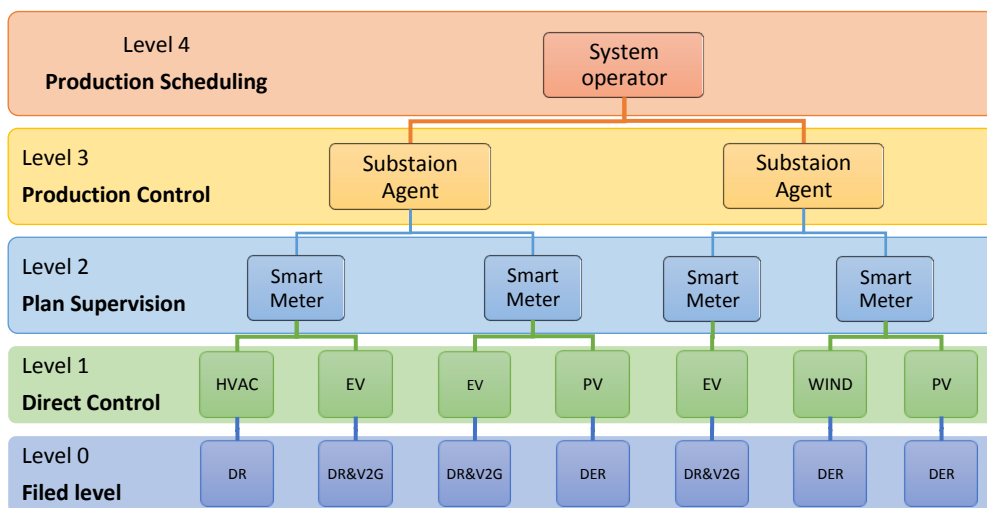 Level 4
Production Scheduling
System
operator
Level 3
Production Control
Substaion
Agent
Substaion
Agent
Level 2
Plan Supervision
Smart
Meter
Smart
Meter
Smart
Meter
Smart
Meter
Level 1
Direct Control
HVAC
EV
EV
PV
EV
WIND
PV
Level 0
Filed level
DR
DR&V2G
DR&V2G
DER
DR&V2G
DER
DER